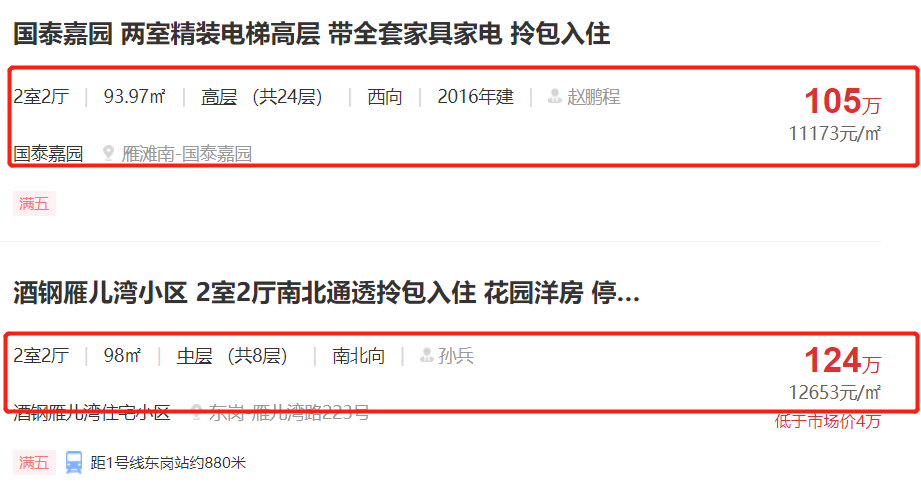 国泰嘉园 两室精装电梯高层 带全套家具家电 拎包入住
2室2厅 | 93.97㎡ | 高层 (共24层) | 西向 | 2016年建 | 赵鹏程
105万
11173元/㎡
国泰嘉园 雁滩南-国泰嘉园
满五
酒钢雁儿湾小区 2室2厅南北通透拎包入住 花园洋房 停...
2室2厅 | 98㎡ | 中层 (共8层) | 南北向 | 孙兵
124万
12653元/㎡
酒钢雁儿湾住宅小区 东岗-雁儿湾路223号
低于市场价4万
满五 距1号线东岗站约880米